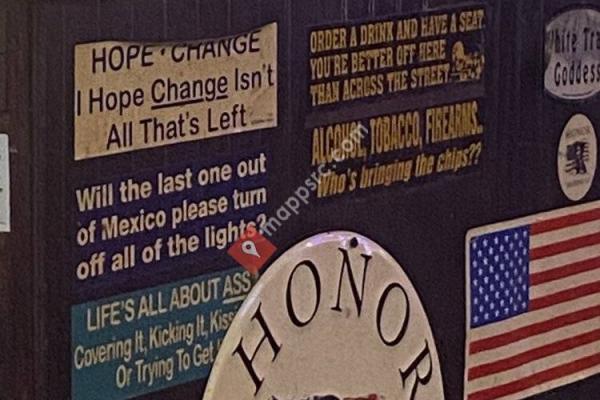 HOPE • CHANGE
I Hope Change Isn't
All That's Left
Will the last one out
of Mexico please turn
off all of the lights?
LIFE'S ALL ABOUT ASS
Covering It, Kicking It,
Or Trying To Get
ORDER A DRINK AND HAVE A SEAT
YOU'RE BETTER OFF HERE
THAN ACROSS THE STREET
ALCOHOL, TOBACCO, FIREARMS..
Who's bringing the chips??
HONOR
Goddess
mappsrc.com